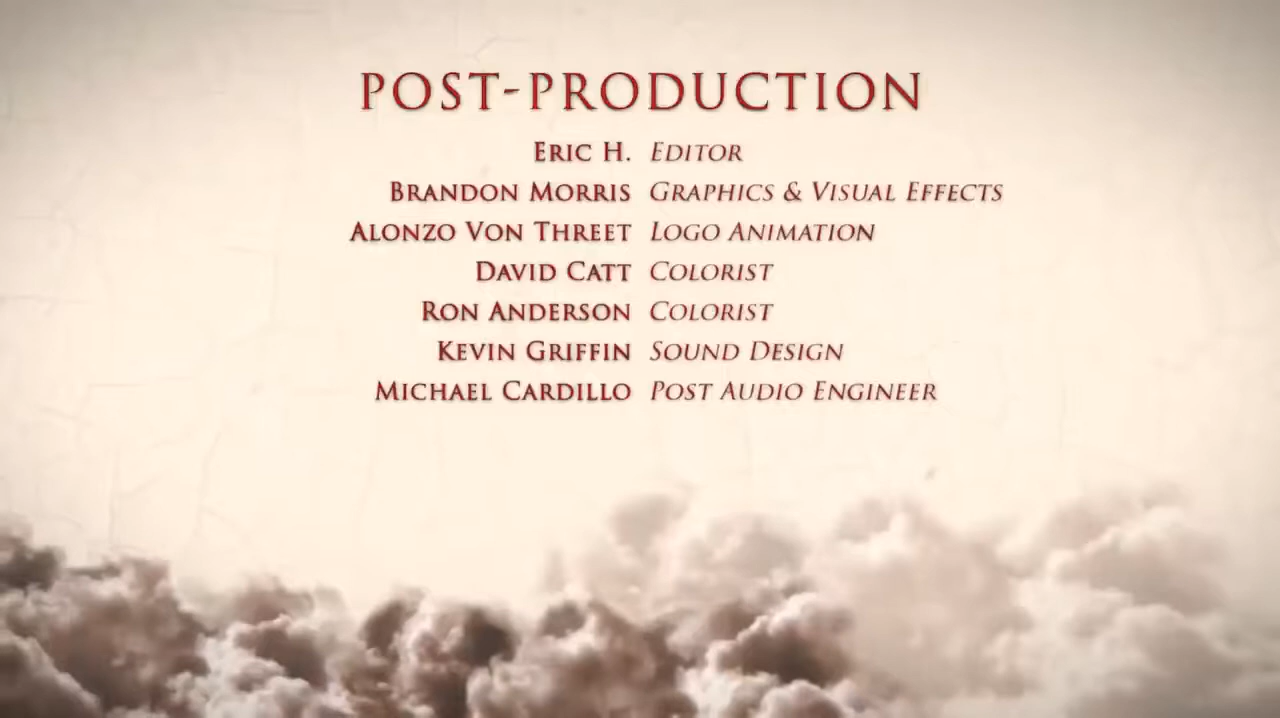 POST-PRODUCTION
ERIC H. EDITOR
BRANDON MORRIS GRAPHICS & VISUAL EFFECTS
ALONZO VON THREET LOGO ANIMATION
DAVID CATT COLORIST
RON ANDERSON COLORIST
KEVIN GRIFFIN SOUND DESIGN
MICHAEL CARDILLO POST AUDIO ENGINEER